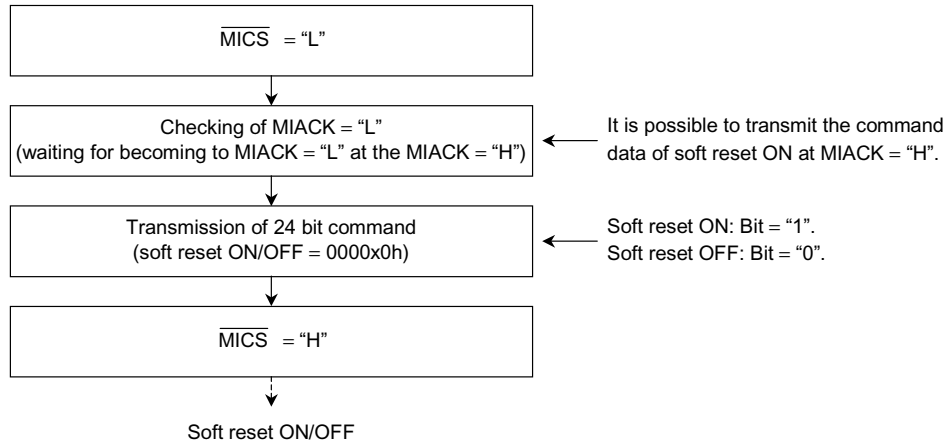 MICS = “L”
Checking of MIACK = “L”
(waiting for becoming to MIACK = “L” at the MIACK = “H”)
It is possible to transmit the command
data of soft reset ON at MIACK = “H”.
Transmission of 24 bit command
(soft reset ON/OFF = 0000x0h)
Soft reset ON: Bit = “1”.
Soft reset OFF: Bit = “0”.
MICS = “H”
Soft reset ON/OFF